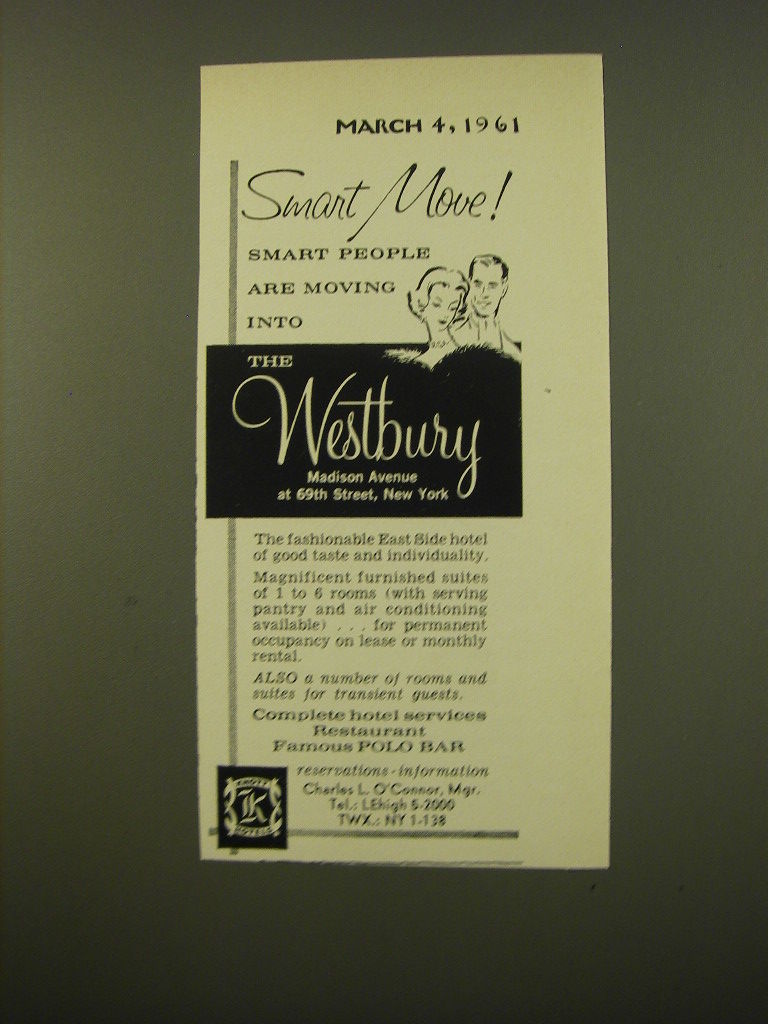 MARCH 4, 1961
Smart Move!
SMART PEOPLE
ARE MOVING
INTO
THE
Westbury
Madison Avenue
at 69th Street, New York
The fashionable East Side hotel
of good taste and individuality.
Magnificent furnished suites
of 1 to 6 rooms (with serving
pantry and air conditioning
available) . . . for permanent
occupancy on lease or monthly
rental.
ALSO a number of rooms and
suites for transient guests.
Complete hotel services
Restaurant
Famous POLO BAR
reservations-information
Charles L. O'Connor, Mgr.
Tel.: LEhigh 5-2000
TWX.: NY 1-138
KNOTT
K
HOTELS